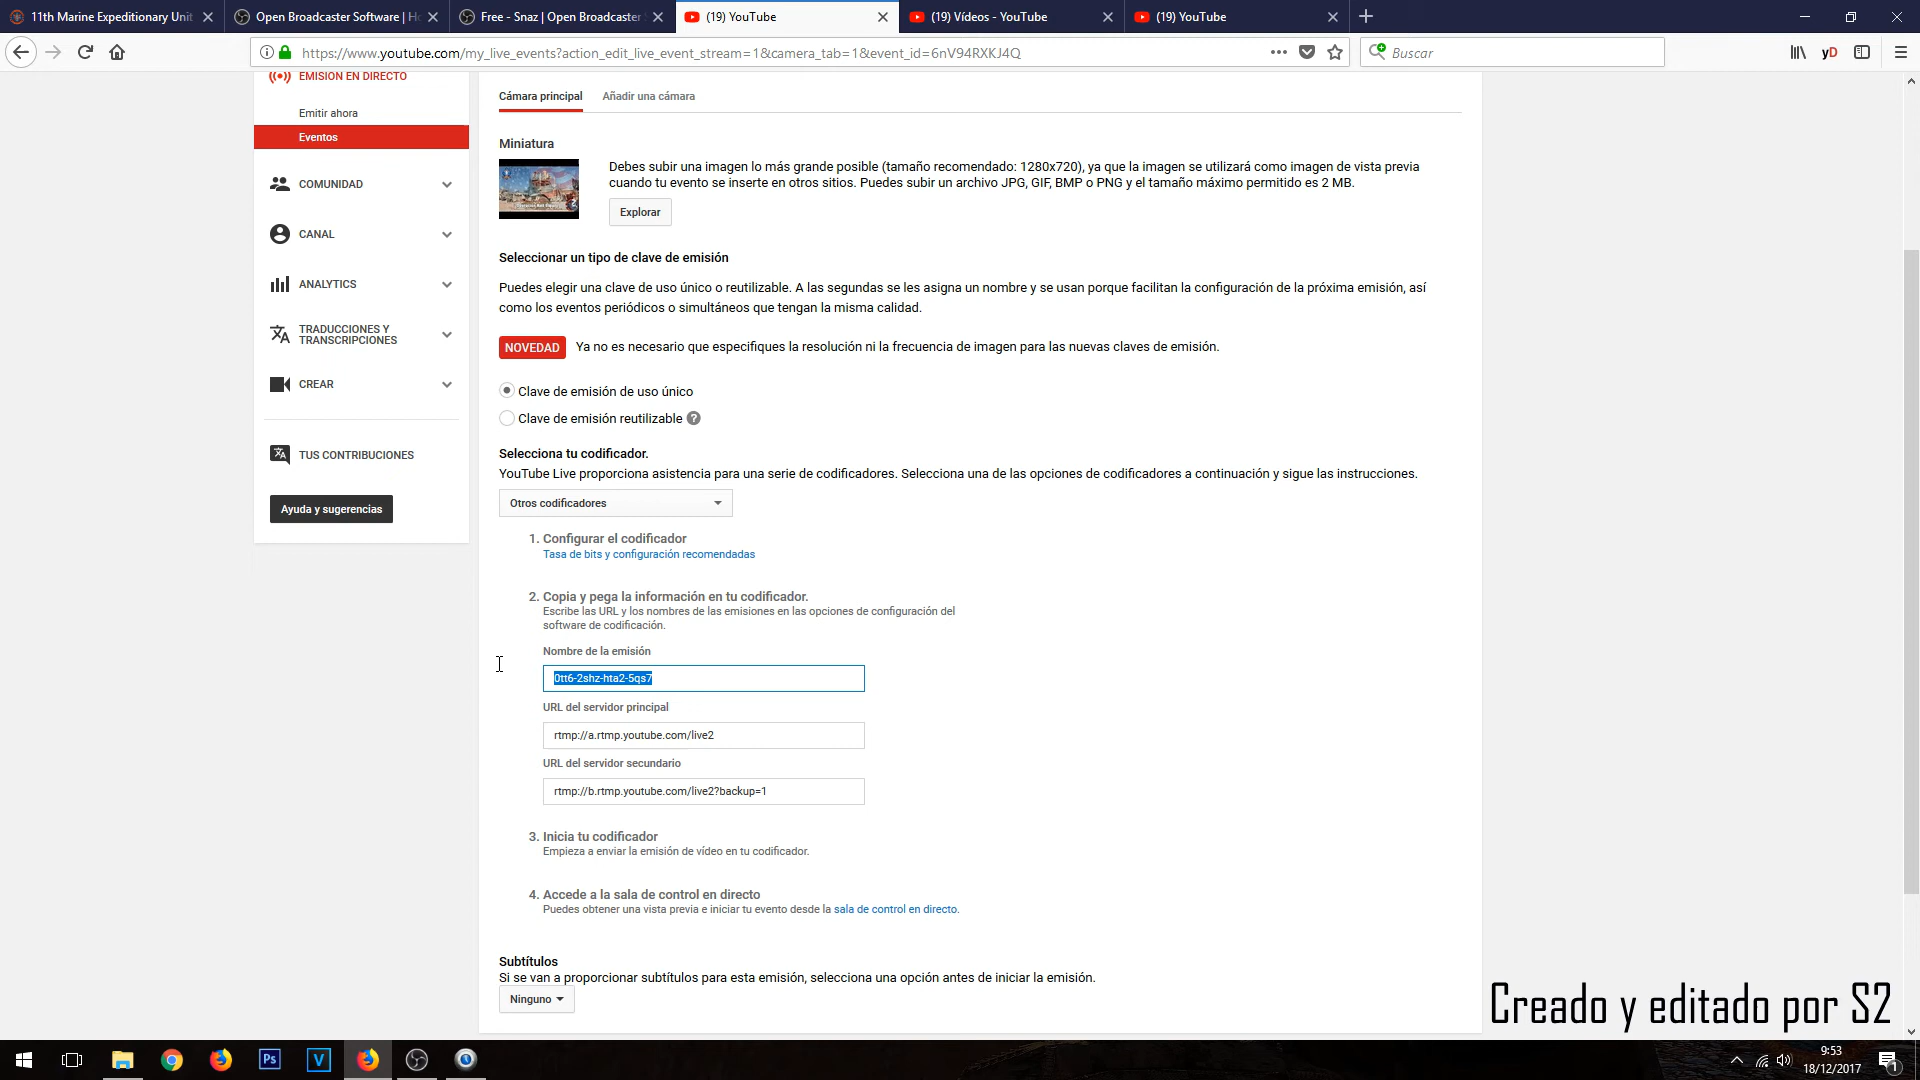 11th Marine Expeditionary Unit
Open Broadcaster Software | Ho
Free - Snaz | Open Broadcaster
(19) YouTube
(19) Vídeos - YouTube
(19) YouTube
https://www.youtube.com/my_live_events?action_edit_live_event_stream=1&camera_tab=1&event_id=6nV94RXKJ4Q
Buscar
yD
EMISIÓN EN DIRECTO
Emitir ahora
Eventos
COMUNIDAD
CANAL
ANALYTICS
TRADUCCIONES Y
TRANSCRIPCIONES
CREAR
TUS CONTRIBUCIONES
Ayuda y sugerencias
Cámara principal
Añadir una cámara
Miniatura
Debes subir una imagen lo más grande posible (tamaño recomendado: 1280x720), ya que la imagen se utilizará como imagen de vista previa
cuando tu evento se inserte en otros sitios. Puedes subir un archivo JPG, GIF, BMP o PNG y el tamaño máximo permitido es 2 MB.
Explorar
Seleccionar un tipo de clave de emisión
Puedes elegir una clave de uso único o reutilizable. A las segundas se les asigna un nombre y se usan porque facilitan la configuración de la próxima emisión, así
como los eventos periódicos o simultáneos que tengan la misma calidad.
NOVEDAD Ya no es necesario que especifiques la resolución ni la frecuencia de imagen para las nuevas claves de emisión.
Clave de emisión de uso único
Clave de emisión reutilizable ?
Selecciona tu codificador.
YouTube Live proporciona asistencia para una serie de codificadores. Selecciona una de las opciones de codificadores a continuación y sigue las instrucciones.
Otros codificadores
1. Configurar el codificador
Tasa de bits y configuración recomendadas
2. Copia y pega la información en tu codificador.
Escribe las URL y los nombres de las emisiones en las opciones de configuración del
software de codificación.
Nombre de la emisión
0tt6-2shz-hta2-5qs7
URL del servidor principal
rtmp://a.rtmp.youtube.com/live2
URL del servidor secundario
rtmp://b.rtmp.youtube.com/live2?backup=1
3. Inicia tu codificador
Empieza a enviar la emisión de vídeo en tu codificador.
4. Accede a la sala de control en directo
Puedes obtener una vista previa e iniciar tu evento desde la sala de control en directo.
Subtítulos
Si se van a proporcionar subtítulos para esta emisión, selecciona una opción antes de iniciar la emisión.
Ninguno
Creado y editado por S2
Ps
V
9:53
18/12/2017
1